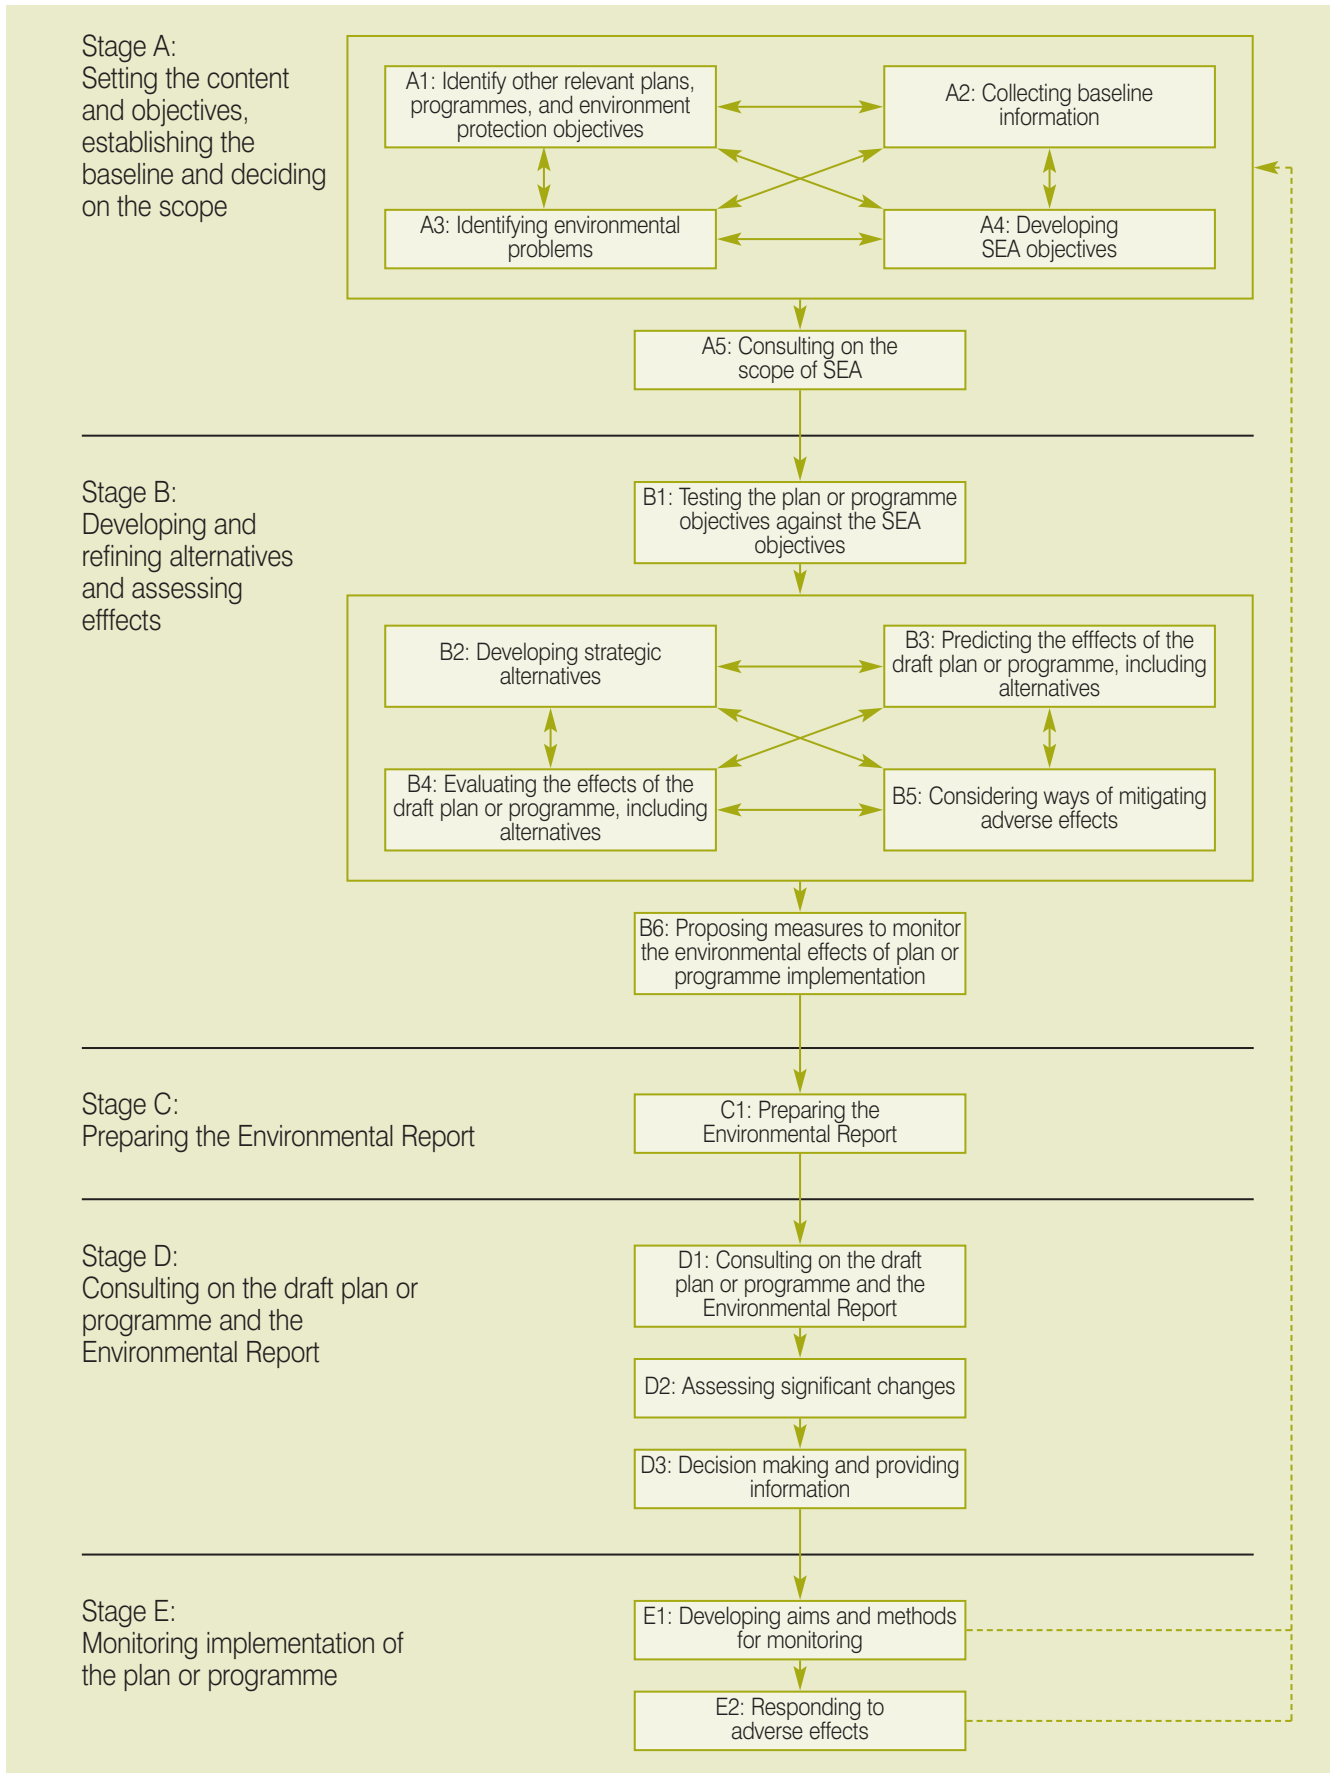 Stage A:
Setting the content
and objectives,
establishing the
baseline and deciding
on the scope
A1: Identify other relevant plans,
programmes, and environment
protection objectives
A2: Collecting baseline
information
A3: Identifying environmental
problems
A4: Developing
SEA objectives
A5: Consulting on the
scope of SEA
Stage B:
Developing and
refining alternatives
and assessing
efffects
B1: Testing the plan or programme
objectives against the SEA
objectives
B2: Developing strategic
alternatives
B3: Predicting the efffects of the
draft plan or programme, including
alternatives
B4: Evaluating the effects of the
draft plan or programme, including
alternatives
B5: Considering ways of mitigating
adverse effects
B6: Proposing measures to monitor
the environmental effects of plan or
programme implementation
Stage C:
Preparing the Environmental Report
C1: Preparing the
Environmental Report
Stage D:
Consulting on the draft plan or
programme and the
Environmental Report
D1: Consulting on the draft
plan or programme and the
Environmental Report
D2: Assessing significant changes
D3: Decision making and providing
information
Stage E:
Monitoring implementation of
the plan or programme
E1: Developing aims and methods
for monitoring
E2: Responding to
adverse effects